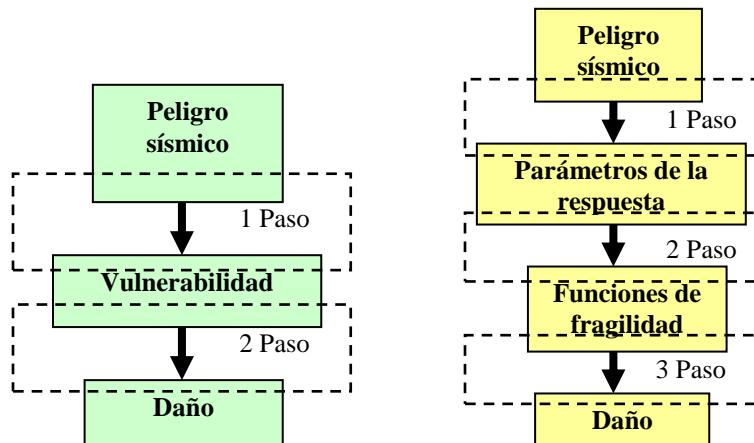 Peligro
sísmico
1 Paso
Vulnerabilidad
2 Paso
Daño
Peligro
sísmico
1 Paso
Parámetros de la
respuesta
2 Paso
Funciones de
fragilidad
3 Paso
Daño